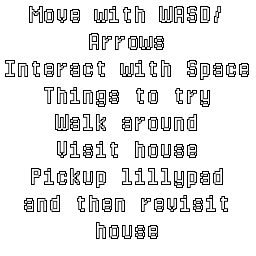 Move with WASD/
Arrows
Interact with Space
Things to try
Walk around
Visit house
Pickup lillypad
and then revisit
house